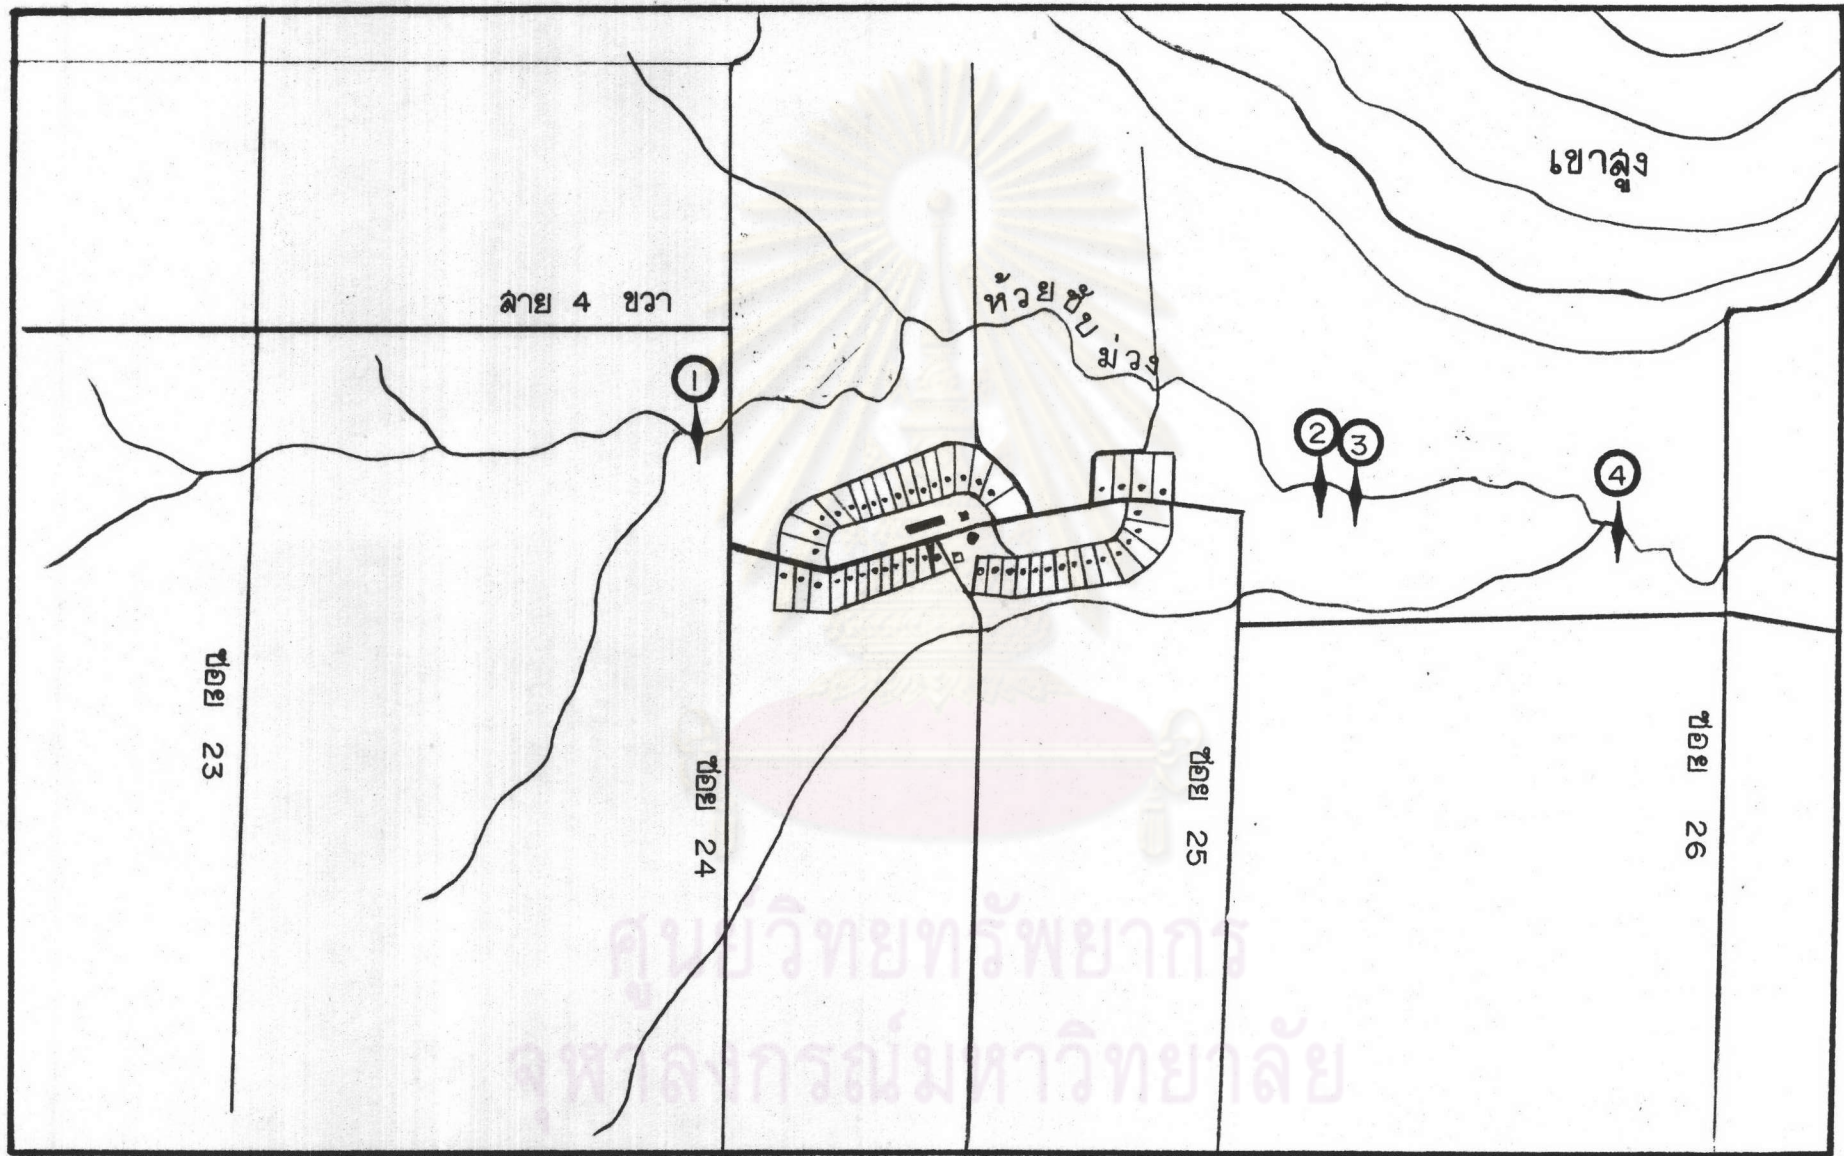 เขาสูง
สาย 4 ขวา
ห้วยซับม่วง
1
2
3
4
ซอย 23
ซอย 24
ซอย 25
ซอย 26
ศูนย์วิทยทรัพยากร
จุฬาลงกรณ์มหาวิทยาลัย